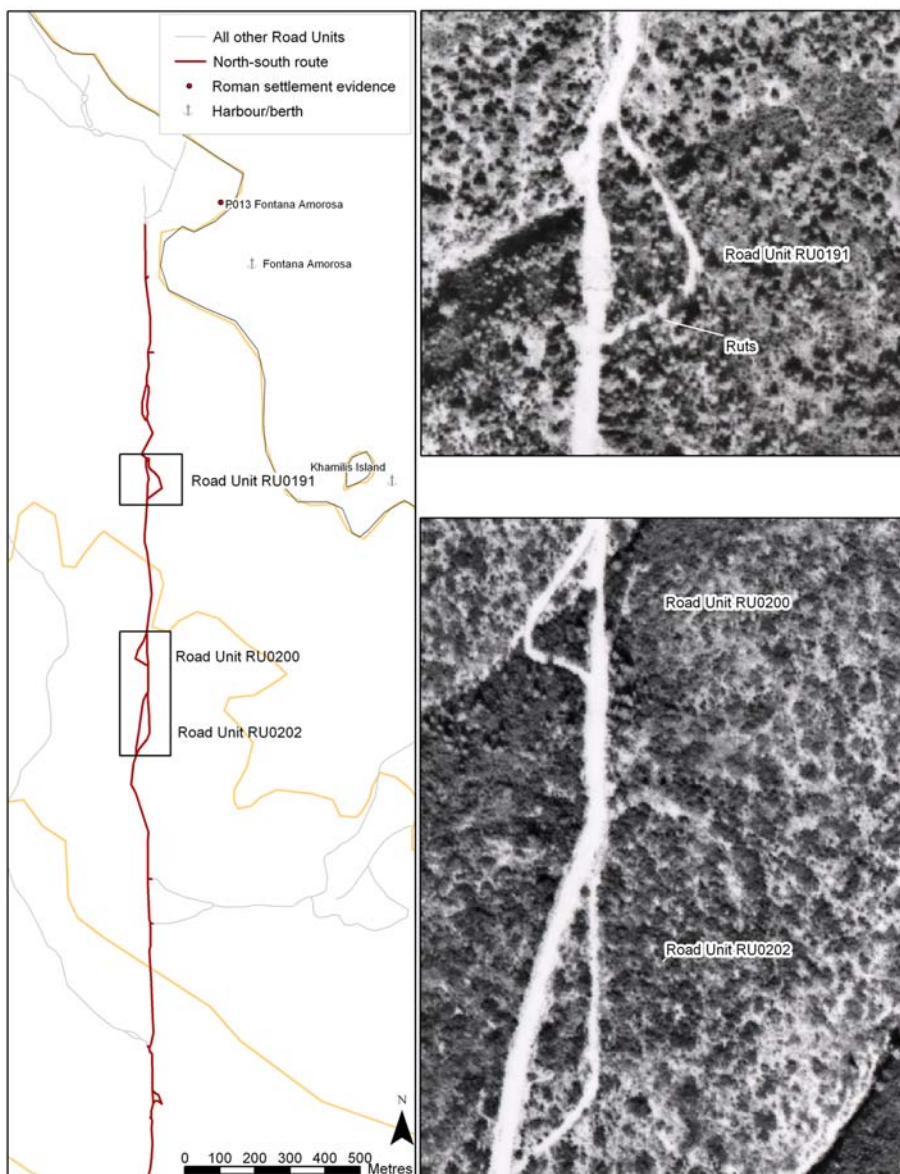 All other Road Units
North-south route
Roman settlement evidence
Harbour/berth
P013 Fontana Amorosa
Fontana Amorosa
Khamilis Island
Road Unit RU0191
Road Unit RU0200
Road Unit RU0202
N
0 100 200 300 400 500
Metres
Road Unit RU0191
Ruts
Road Unit RU0200
Road Unit RU0202